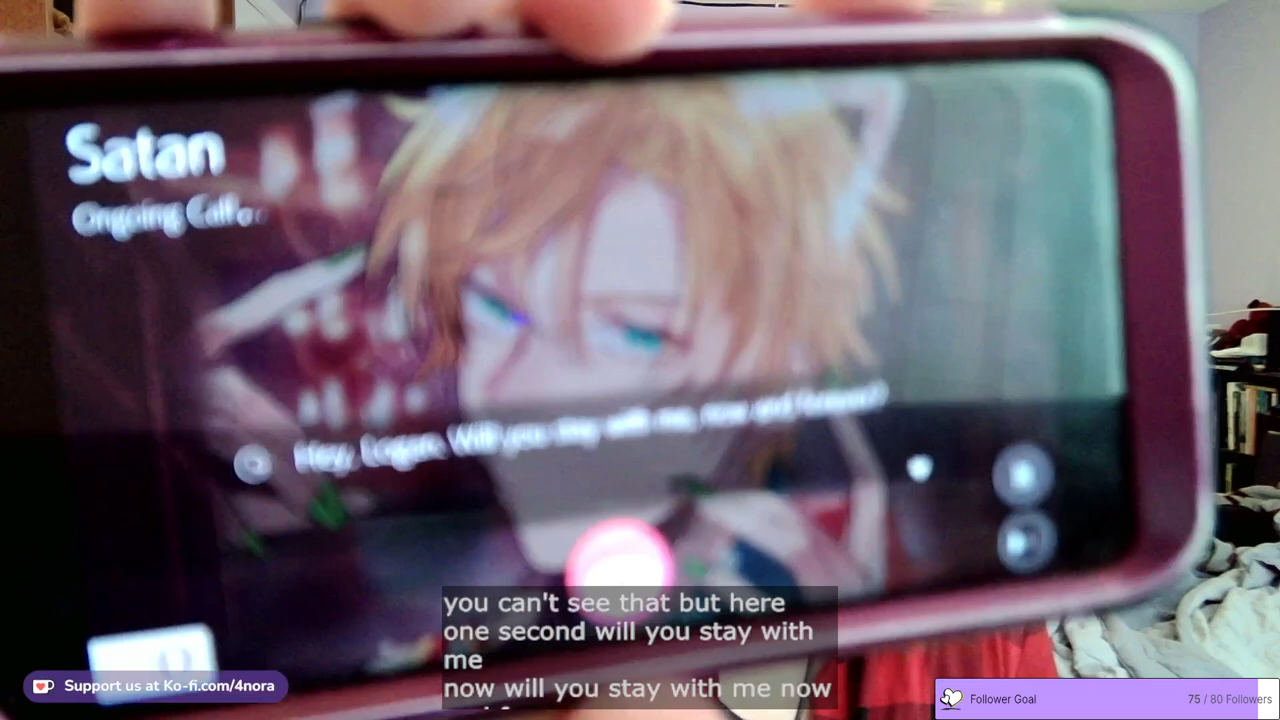 Satan
Ongoing Call...
Hey, Logan. Will you stay with me, now and forever?
you can't see that but here
one second will you stay with
me
now will you stay with me now
Support us at Ko-fi.com/4nora
Follower Goal
75 / 80 Followers